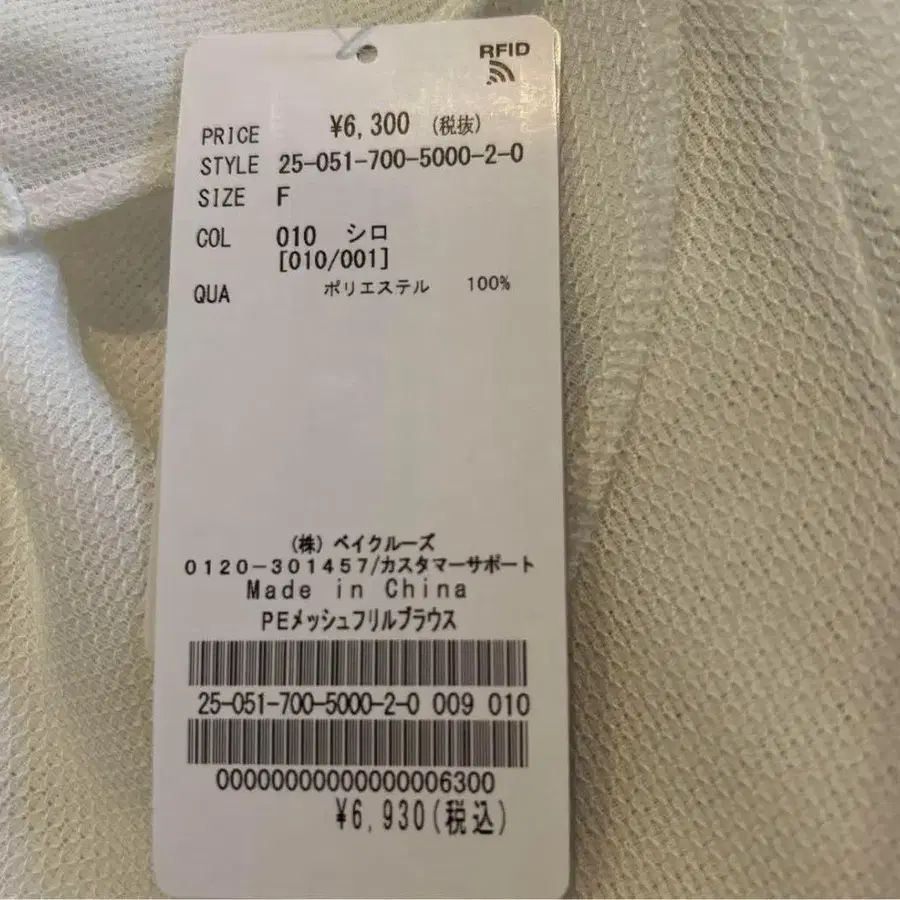 RFID
PRICE ¥6,300 (税抜)
STYLE 25-051-700-5000-2-0
SIZE F
COL 010 シロ
[010/001]
QUA ポリエステル 100%
(株) ベイクルーズ
0120-301457/カスタマーサポート
Made in China
PEメッシュフリルブラウス
25-051-700-5000-2-0 009 010
00000000000000006300
¥6,930(税込)